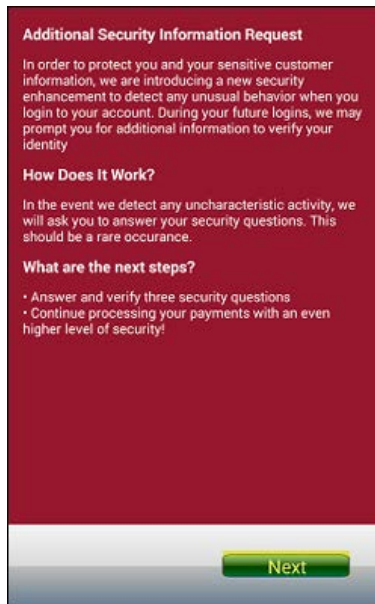 Additional Security Information Request
In order to protect you and your sensitive customer
information, we are introducing a new security
enhancement to detect any unusual behavior when you
login to your account. During your future logins, we may
prompt you for additional information to verify your
identity
How Does It Work?
In the event we detect any uncharacteristic activity, we
will ask you to answer your security questions. This
should be a rare occurance.
What are the next steps?
• Answer and verify three security questions
• Continue processing your payments with an even
higher level of security!
Next